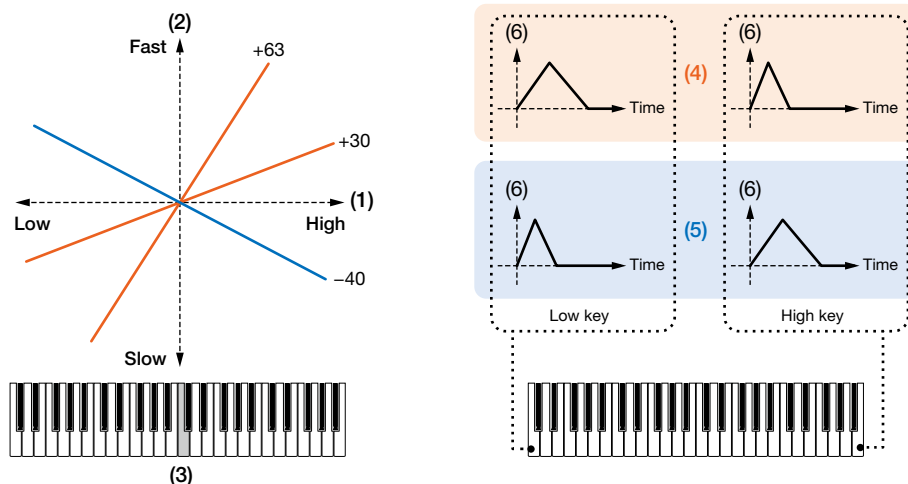 (2)
Fast
+63
+30
(1)
Low
High
−40
Slow
(3)
(6)
Time
(4)
(6)
Time
(6)
Time
(5)
(6)
Time
Low key
High key